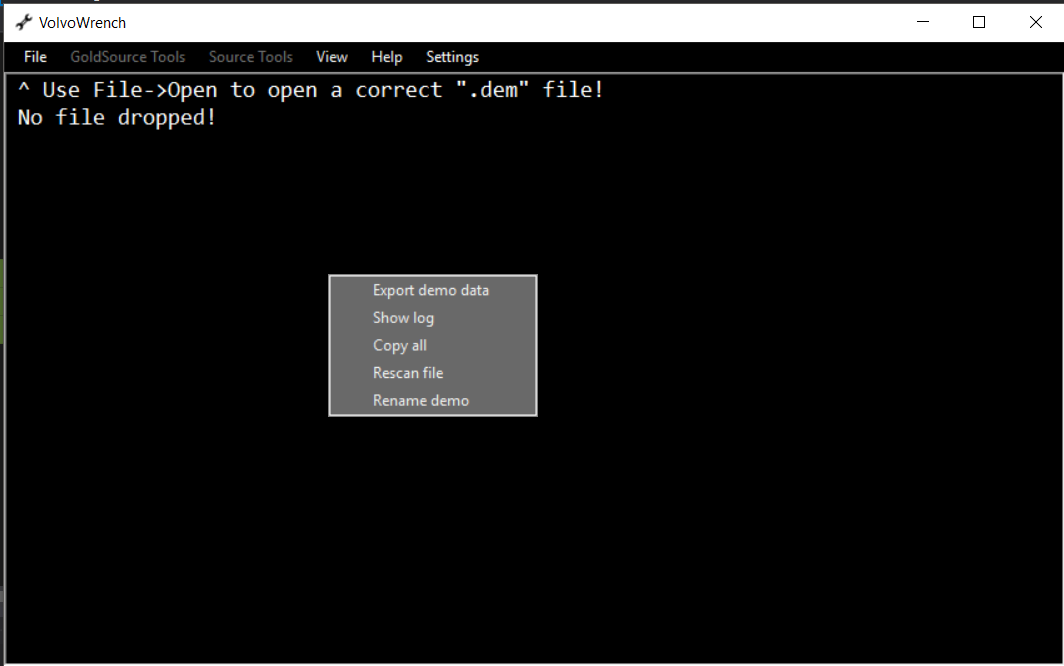 VolvoWrench
File GoldSource Tools Source Tools View Help Settings
^ Use File->Open to open a correct ".dem" file!
No file dropped!
Export demo data
Show log
Copy all
Rescan file
Rename demo